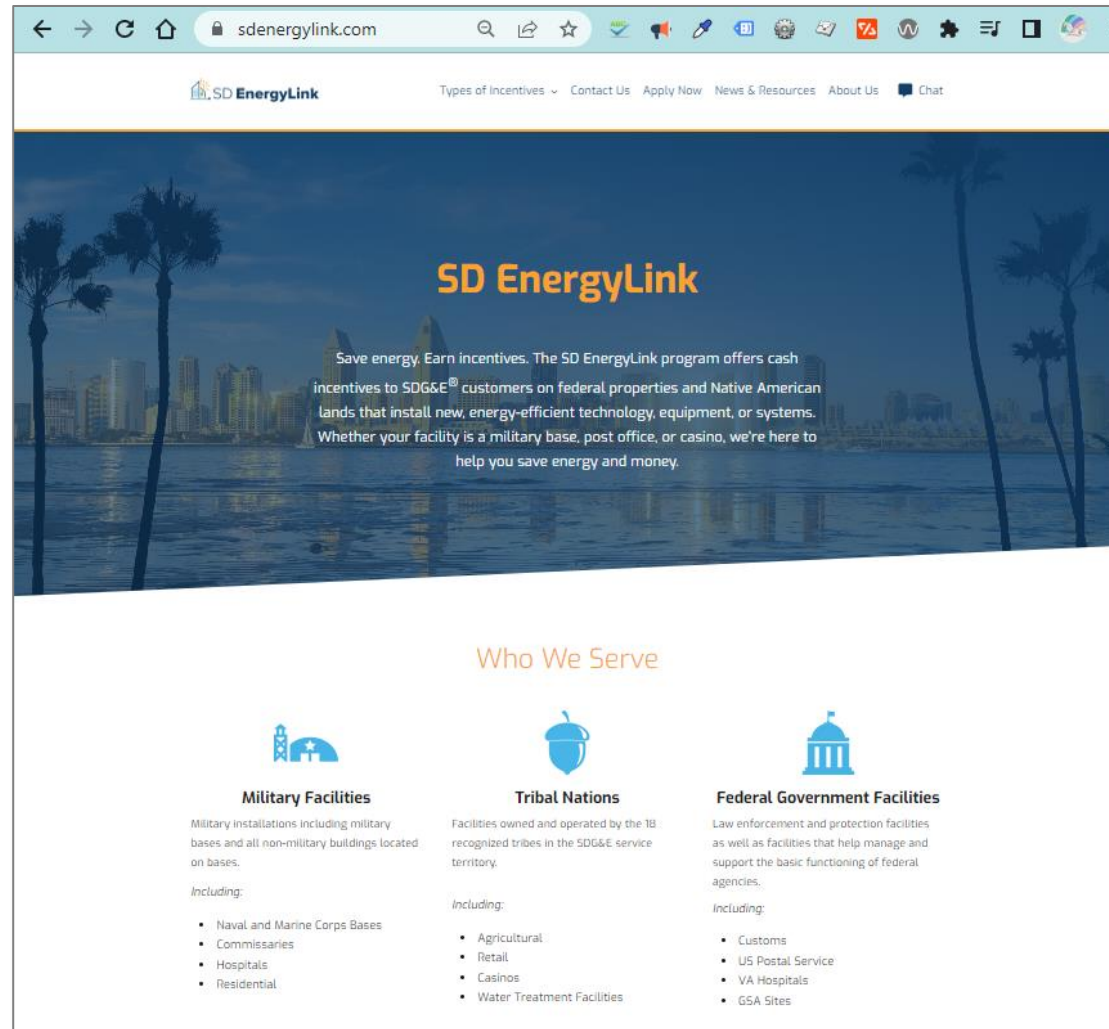 sdenergylink.com
SD EnergyLink
Types of Incentives Contact Us Apply Now News & Resources About Us Chat
SD EnergyLink
Save energy. Earn incentives. The SD EnergyLink program offers cash
incentives to SDG&E® customers on federal properties and Native American
lands that install new, energy-efficient technology, equipment, or systems.
Whether your facility is a military base, post office, or casino, we're here to
help you save energy and money.
Who We Serve
Military Facilities
Military installations including military
bases and all non-military buildings located
on bases.
Including:
• Naval and Marine Corps Bases
• Commissaries
• Hospitals
• Residential
Tribal Nations
Facilities owned and operated by the 18
recognized tribes in the SDG&E service
territory.
Including:
• Agricultural
• Retail
• Casinos
• Water Treatment Facilities
Federal Government Facilities
Law enforcement and protection facilities
as well as facilities that help manage and
support the basic functioning of federal
agencies.
Including:
• Customs
• US Postal Service
• VA Hospitals
• GSA Sites